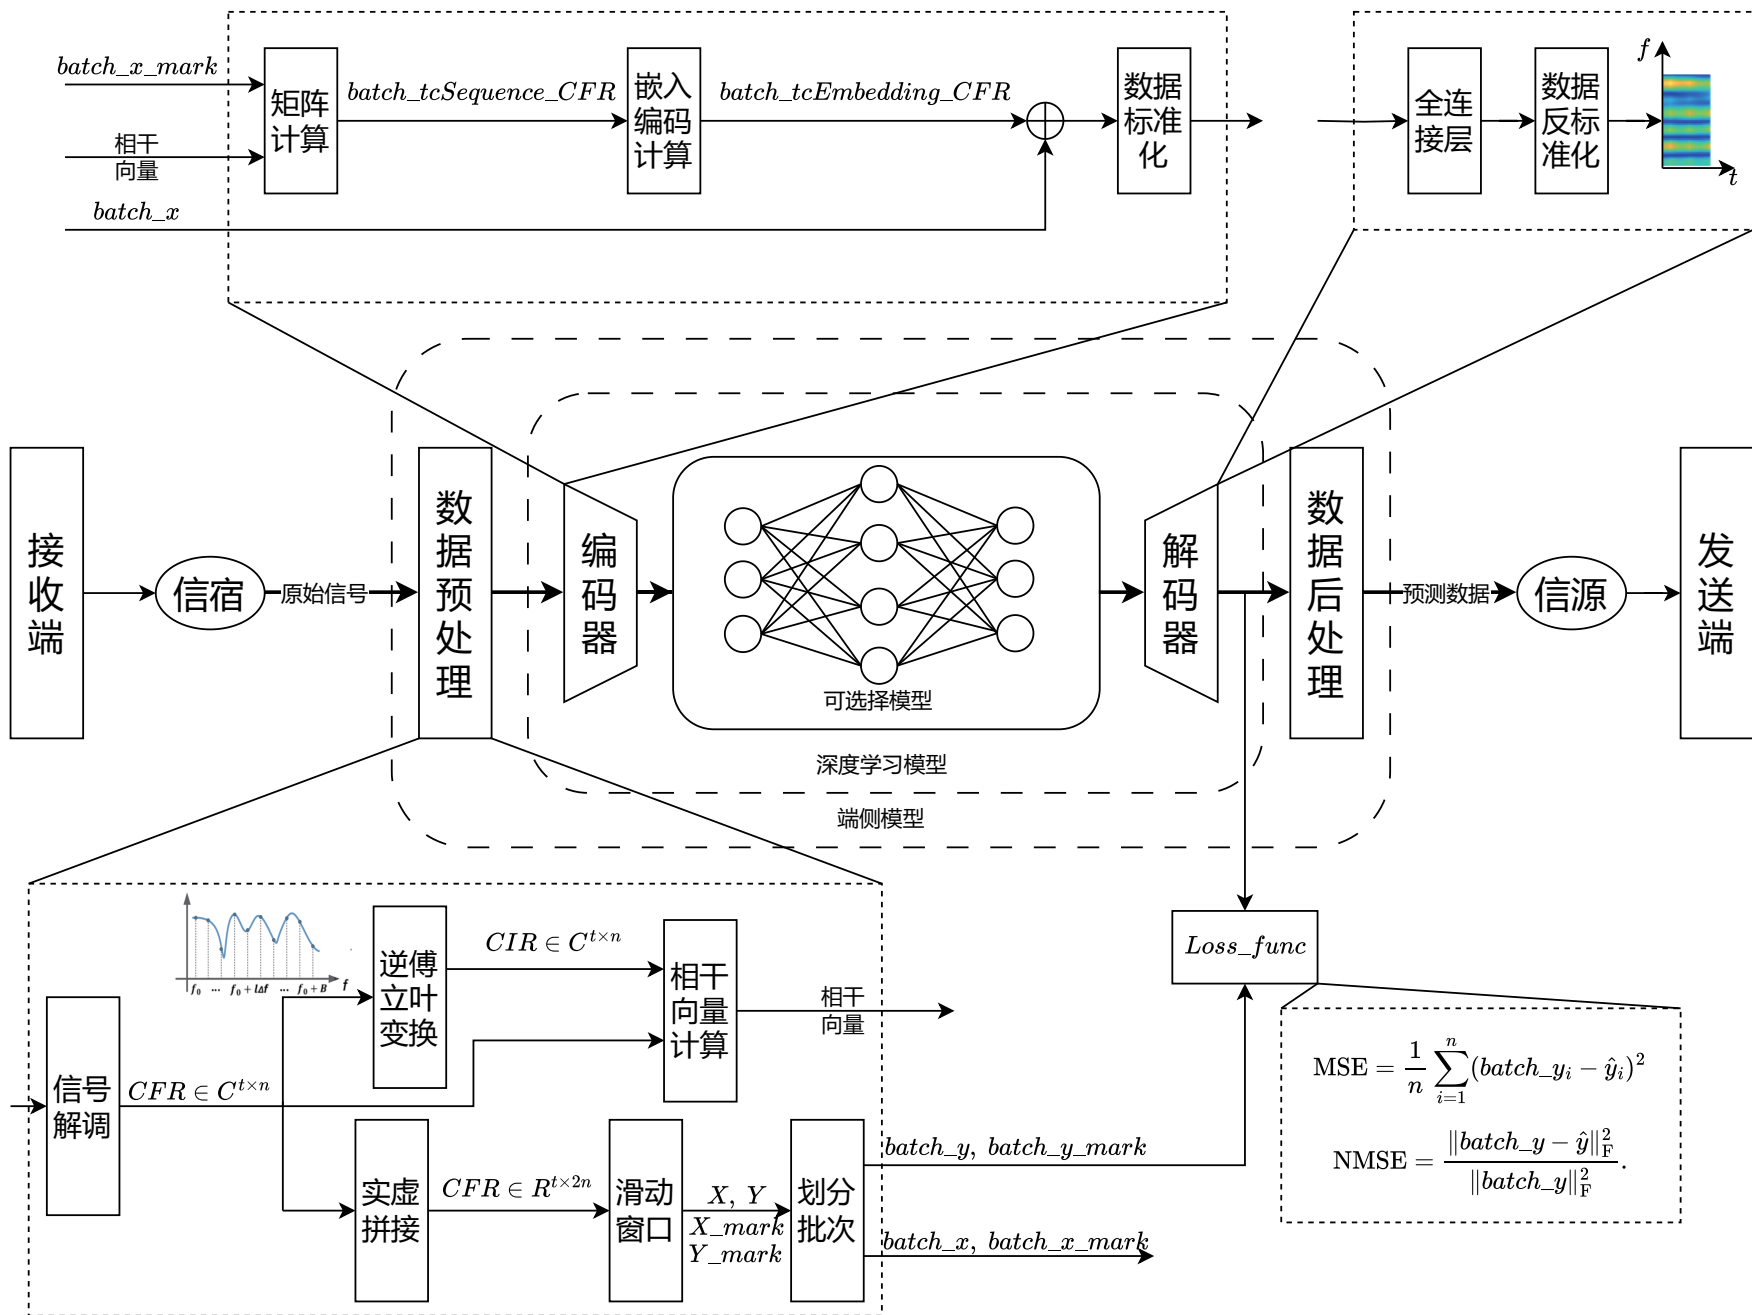 batch_x_mark
相干
向量
batch_x
矩阵
计算
batch_tcSequence_CFR
嵌入
编码
计算
batch_tcEmbedding_CFR
数据
标准
化
全连
接层
数据
反标
准化
f
t
接
收
端
信宿
原始信号
数
据
预
处
理
编
码
器
可选择模型
深度学习模型
端侧模型
解
码
器
数
据
后
处
理
预测数据
信源
发
送
端
信号
解调
CFR ∈ C^{t×n}
f₀ ... f₀ + lΔf ... f₀ + B f
逆傅
立叶
变换
CIR ∈ C^{t×n}
相干
向量
计算
相干
向量
实虚
拼接
CFR ∈ R^{t×2n}
滑动
窗口
X, Y
X_mark
Y_mark
划分
批次
batch_y, batch_y_mark
batch_x, batch_x_mark
Loss_func
MSE = \frac{1}{n} \sum_{i=1}^{n} (batch_y_i − ŷ_i)^2
NMSE = \frac{‖batch_y − ŷ‖_F^2}{‖batch_y‖_F^2}.